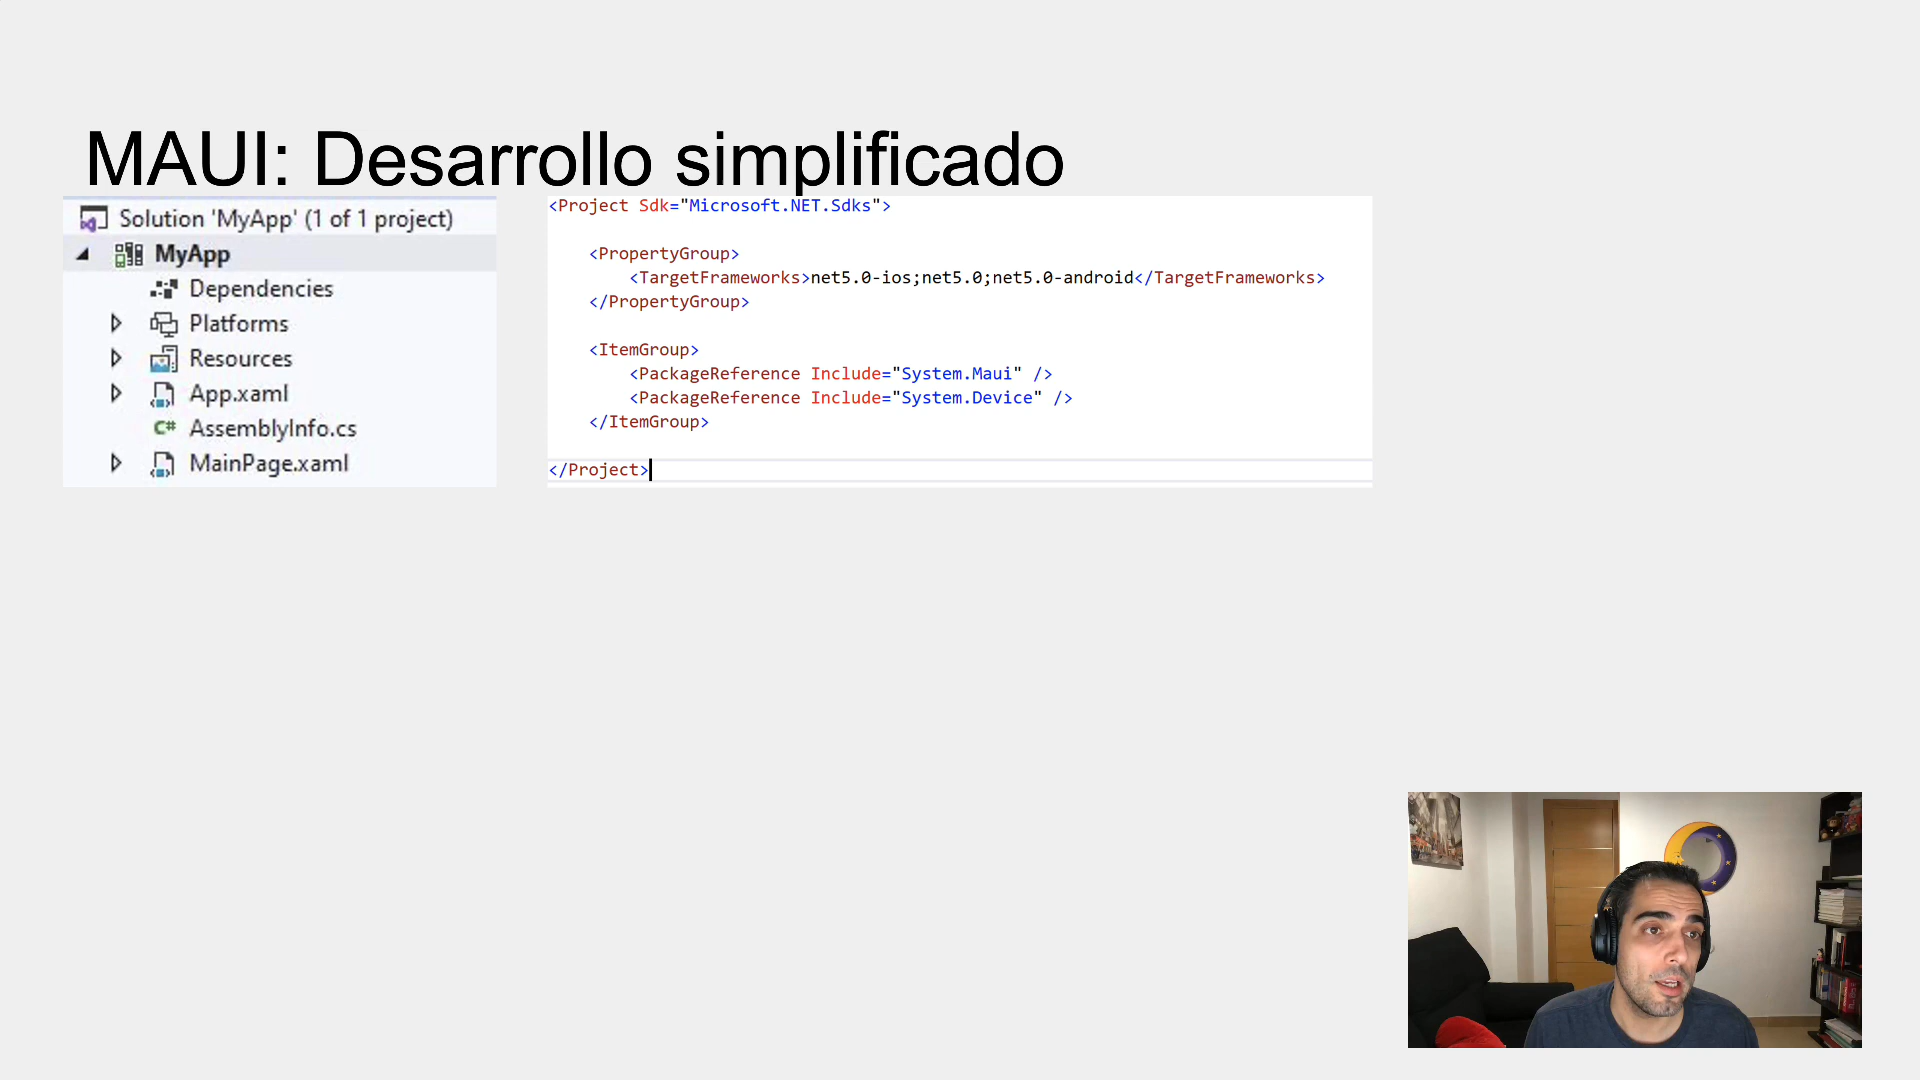 MAUI: Desarrollo simplificado
Solution 'MyApp' (1 of 1 project)
MyApp
Dependencies
Platforms
Resources
App.xaml
C# AssemblyInfo.cs
MainPage.xaml
<Project Sdk="Microsoft.NET.Sdks">
<PropertyGroup>
<TargetFrameworks>net5.0-ios;net5.0;net5.0-android</TargetFrameworks>
</PropertyGroup>
<ItemGroup>
<PackageReference Include="System.Maui" />
<PackageReference Include="System.Device" />
</ItemGroup>
</Project>